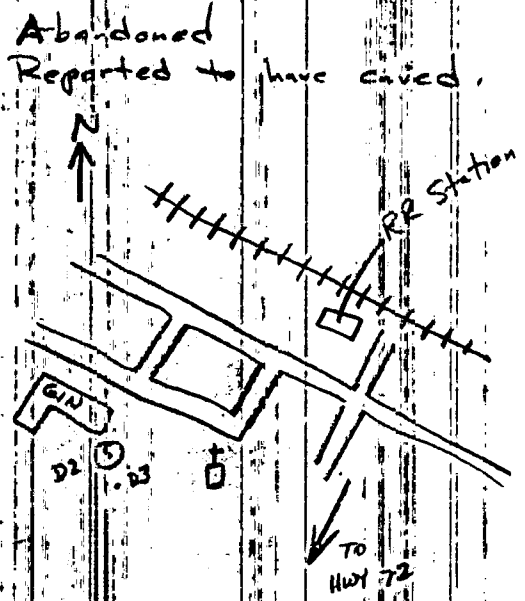 Abandoned
Reported to have caved.
N
RR Station
GIN
5
D2
D3
TO
HWY 72